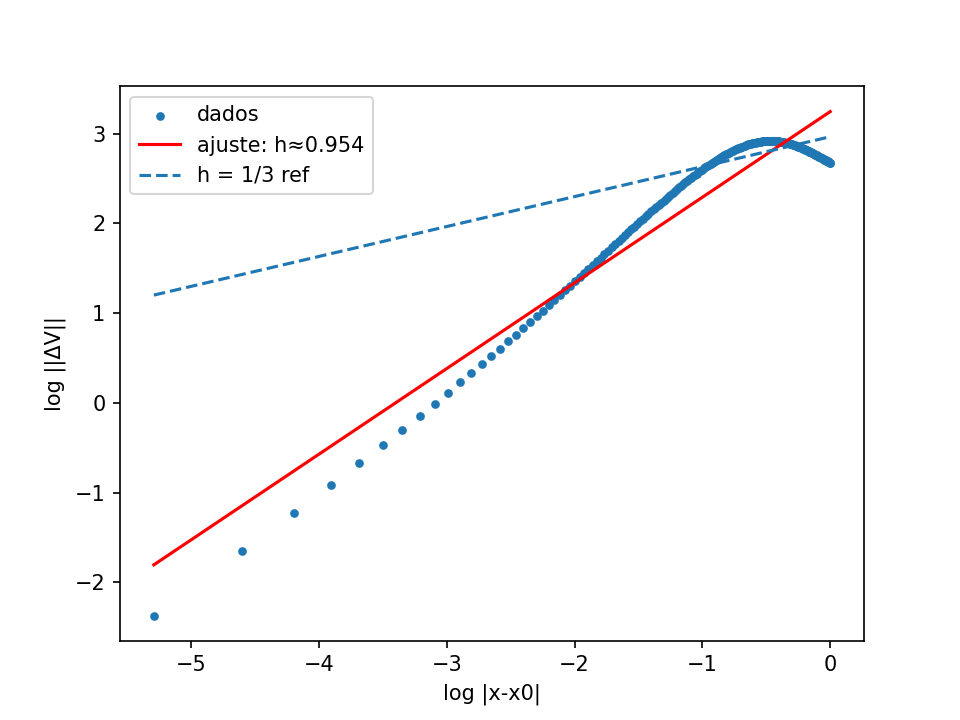 dados
ajuste: h≈0.954
h = 1/3 ref
3
2
1
0
−1
−2
log ||ΔV||
−5
−4
−3
−2
−1
0
log |x-x0|